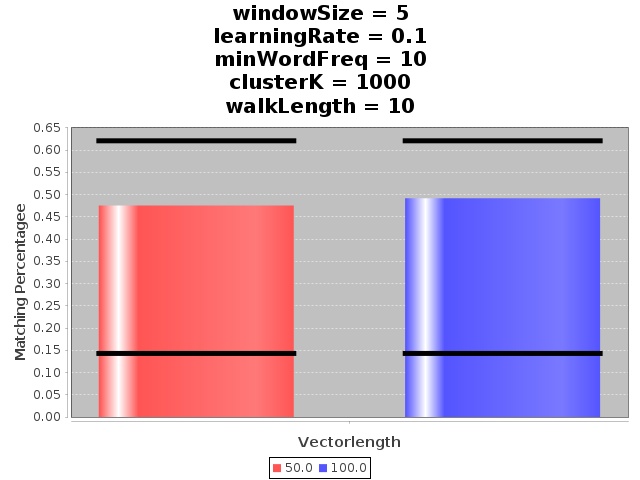 windowSize = 5
learningRate = 0.1
minWordFreq = 10
clusterK = 1000
walkLength = 10
0.65
0.60
0.55
0.50
0.45
0.40
0.35
0.30
0.25
0.20
0.15
0.10
0.05
0.00
Matching Percentagee
Vectorlength
50.0 100.0